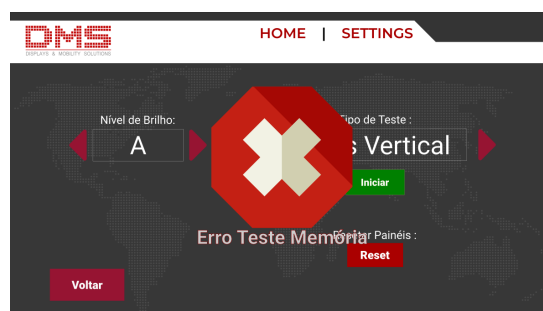 DMS
DISPLAYS & MOBILITY SOLUTIONS
HOME | SETTINGS
Nível de Brilho:
A
Tipo de Teste :
s Vertical
Iniciar
Erro Teste Memória
Painéis :
Reset
Voltar